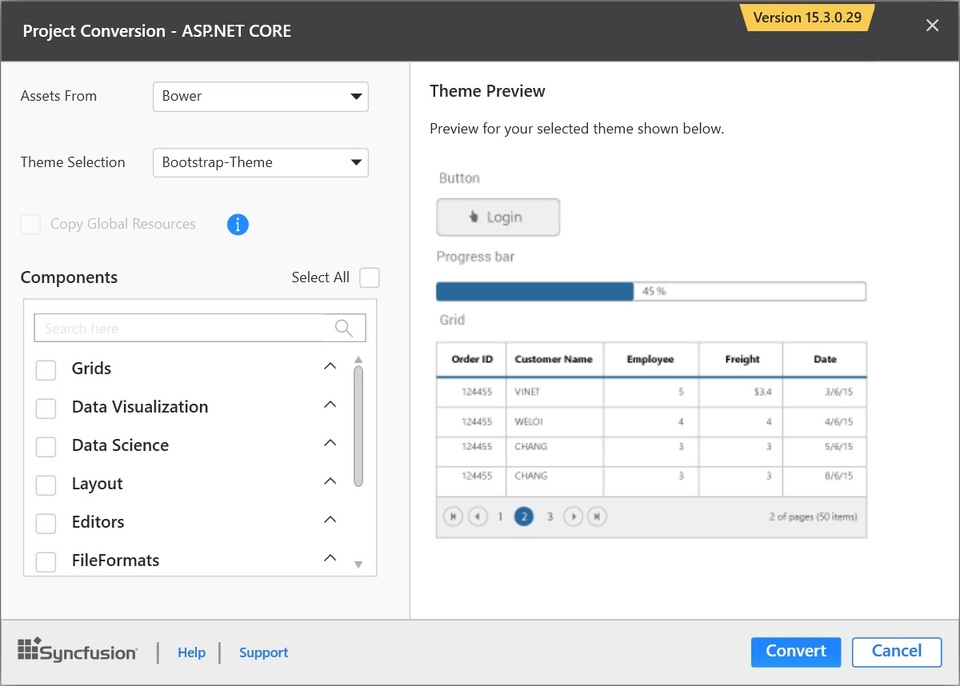 Project Conversion - ASP.NET CORE
Version 15.3.0.29
Assets From
Bower
Theme Selection
Bootstrap-Theme
Copy Global Resources
i
Components
Select All
Search here
Grids
Data Visualization
Data Science
Layout
Editors
FileFormats
Theme Preview
Preview for your selected theme shown below.
Button
Login
Progress bar
45 %
Grid
Order ID Customer Name Employee Freight Date
124455 VINET 5 $3.4 3/6/15
124455 WELOI 4 4 4/6/15
124455 CHANG 3 3 5/6/15
124455 CHANG 3 3 8/6/15
1 2 3 2 of pages (50 items)
Syncfusion | Help | Support
Convert
Cancel